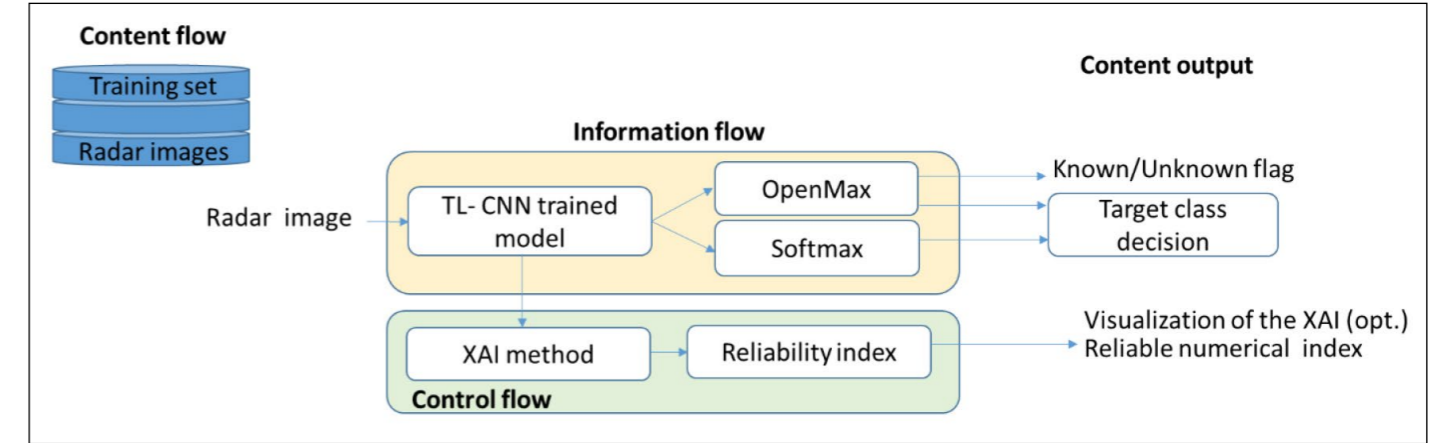 Content flow
Training set
Radar images
Content output
Information flow
Radar image
TL- CNN trained
model
OpenMax
Softmax
Known/Unknown flag
Target class
decision
XAI method
Reliability index
Control flow
Visualization of the XAI (opt.)
Reliable numerical index